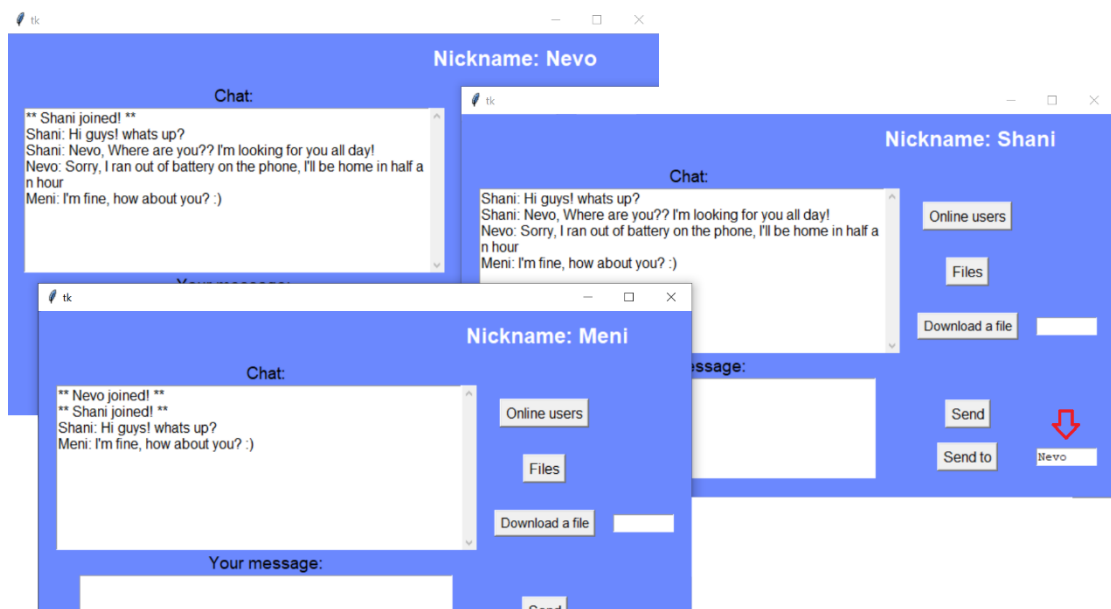 tk
Nickname: Nevo
Chat:
** Shani joined! **
Shani: Hi guys! whats up?
Shani: Nevo, Where are you?? I'm looking for you all day!
Nevo: Sorry, I ran out of battery on the phone, I'll be home in half a
n hour
Meni: I'm fine, how about you? :)
tk
Nickname: Shani
Chat:
Shani: Hi guys! whats up?
Shani: Nevo, Where are you?? I'm looking for you all day!
Nevo: Sorry, I ran out of battery on the phone, I'll be home in half a
n hour
Meni: I'm fine, how about you? :)
Online users
Files
Download a file
Send
Send to
Nevo
tk
Nickname: Meni
Chat:
** Nevo joined! **
** Shani joined! **
Shani: Hi guys! whats up?
Meni: I'm fine, how about you? :)
Online users
Files
Download a file
Your message: